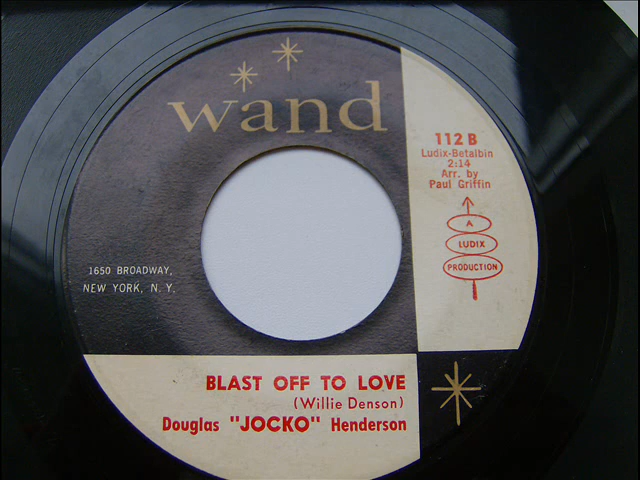 wand
112 B
Ludix-Betalbin
2:14
Arr. by
Paul Griffin
A
LUDIX
PRODUCTION
1650 BROADWAY,
NEW YORK, N. Y.
BLAST OFF TO LOVE
(Willie Denson)
Douglas "JOCKO" Henderson